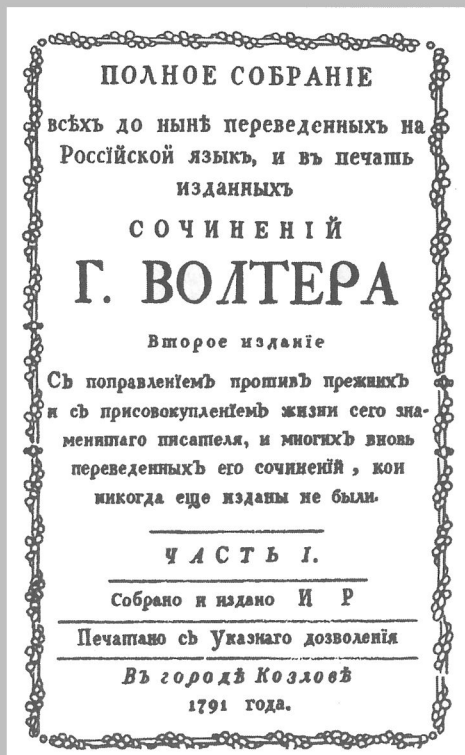 ПОЛНОЕ СОБРАНІЕ
всѣхъ до нынѣ переведенныхъ на
Россїйской языкъ, и въ печать
изданныхъ
СОЧИНЕНІЙ
Г. ВОЛТЕРА
Второе изданіе
Съ поправленіемъ противъ прежнихъ
и съ присовокупленіемъ жизни сего зна-
менитаго писателя, и многихъ вновь
переведенныхъ его сочиненій, кои
никогда еще изданы не были.
ЧАСТЬ I.
Собрано и издано И Р
Печатано съ Указнаго дозволенія
Въ городѣ Козловѣ
1791 года.